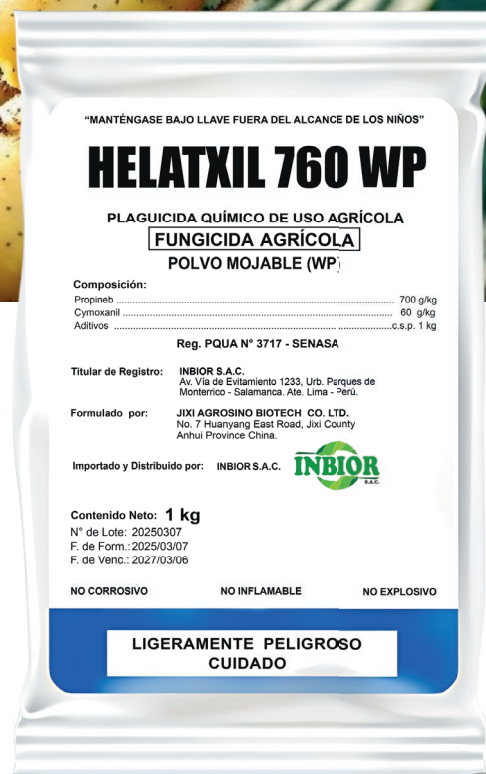 “MANTÉNGASE BAJO LLAVE FUERA DEL ALCANCE DE LOS NIÑOS”
HELATXIL 760 WP
PLAGUICIDA QUÍMICO DE USO AGRÍCOLA
FUNGICIDA AGRÍCOLA
POLVO MOJABLE (WP)
Composición:
Propineb ........ 700 g/kg
Cymoxanil ........ 60 g/kg
Aditivos ........c.s.p. 1 kg
Reg. PQUA N° 3717 - SENASA
Titular de Registro: INBIOR S.A.C.
Av. Vía de Evitamiento 1233, Urb. Parques de
Monterrico - Salamanca. Ate. Lima - Perú.
Formulado por: JIXI AGROSINO BIOTECH CO. LTD.
No. 7 Huanyang East Road, Jixi County
Anhui Province China.
Importado y Distribuido por: INBIOR S.A.C.
INBIOR
S.A.C.
Contenido Neto: 1 kg
N° de Lote: 20250307
F. de Form.: 2025/03/07
F. de Venc.: 2027/03/06
NO CORROSIVO NO INFLAMABLE NO EXPLOSIVO
LIGERAMENTE PELIGROSO
CUIDADO